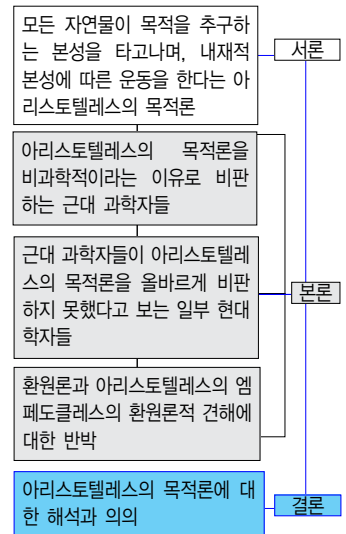 모든 자연물이 목적을 추구하
는 본성을 타고나며, 내재적
본성에 따른 운동을 한다는 아
리스토텔레스의 목적론
서론
아리스토텔레스의 목적론을
비과학적이라는 이유로 비판
하는 근대 과학자들
근대 과학자들이 아리스토텔레
스의 목적론을 올바르게 비판
하지 못했다고 보는 일부 현대
학자들
본론
환원론과 아리스토텔레스의 엠
페도클레스의 환원론적 견해에
대한 반박
아리스토텔레스의 목적론에 대
한 해석과 의의
결론